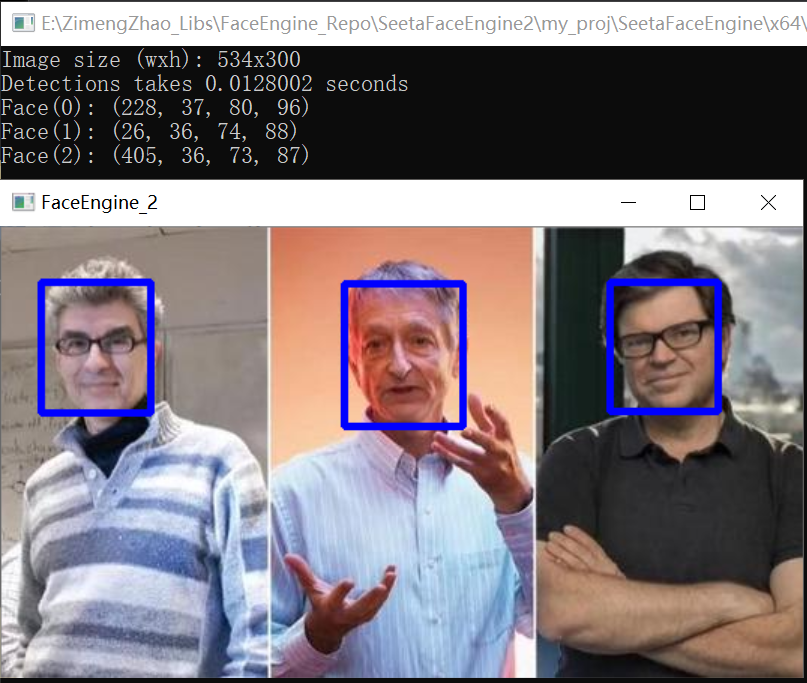 E:\ZimengZhao_Libs\FaceEngine_Repo\SeetaFaceEngine2\my_proj\SeetaFaceEngine\x64\
Image size (wxh): 534x300
Detections takes 0.0128002 seconds
Face(0): (228, 37, 80, 96)
Face(1): (26, 36, 74, 88)
Face(2): (405, 36, 73, 87)
FaceEngine_2